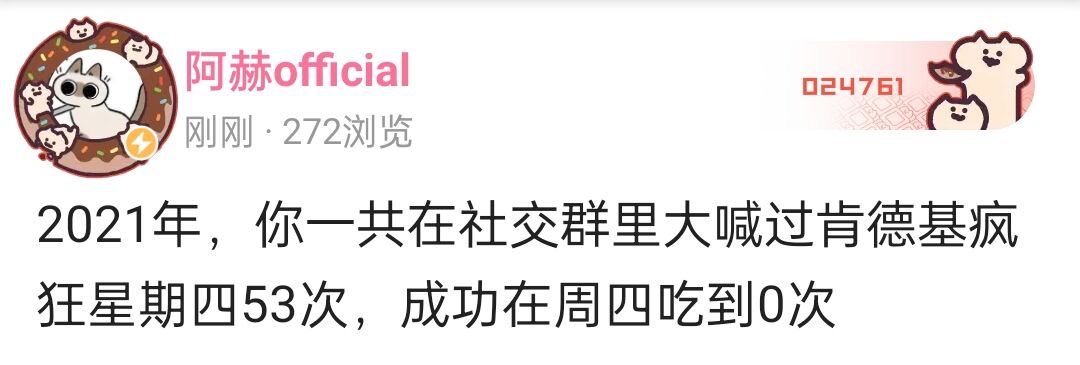 阿赫official
024761
刚刚 · 272浏览
2021年，你一共在社交群里大喊过肯德基疯
狂星期四53次，成功在周四吃到0次